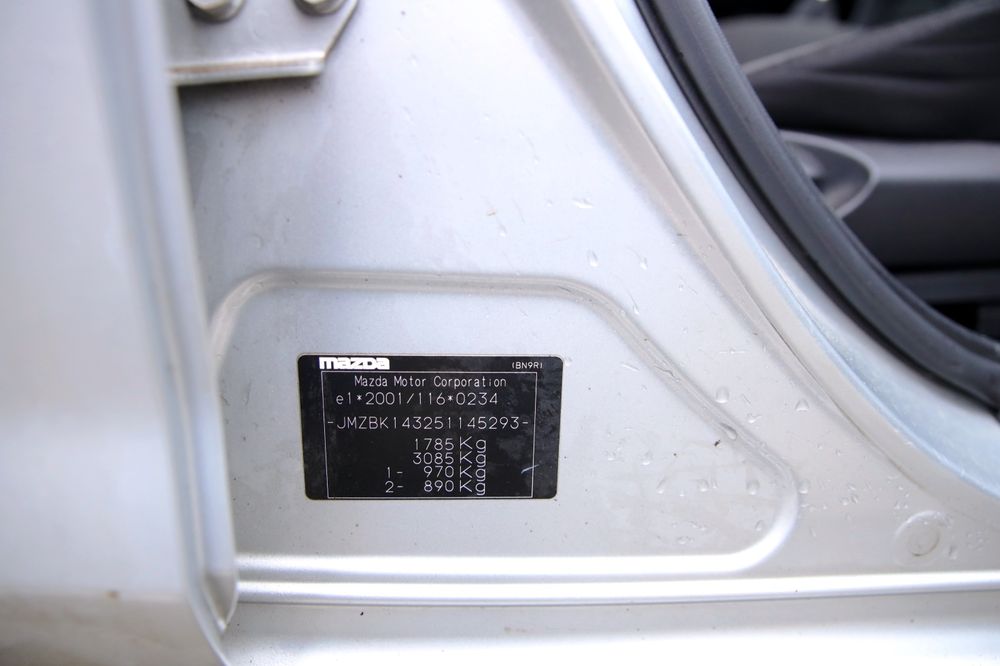 mazda (BN9R)
Mazda Motor Corporation
e1*2001/116*0234
-JMZBK143251145293-
1785 Kg
3085 Kg
1- 970 Kg
2- 890 Kg